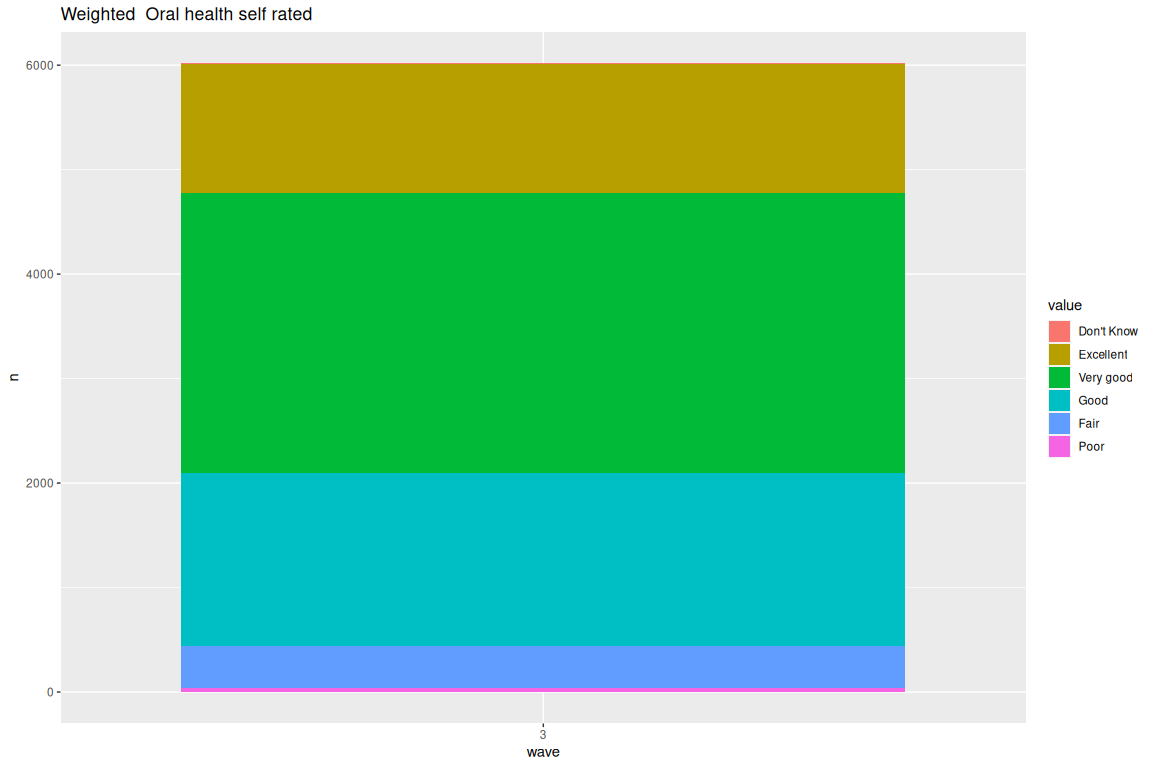 Weighted  Oral health self rated
6000
4000
2000
0
n
3
wave
value
Don't Know
Excellent
Very good
Good
Fair
Poor